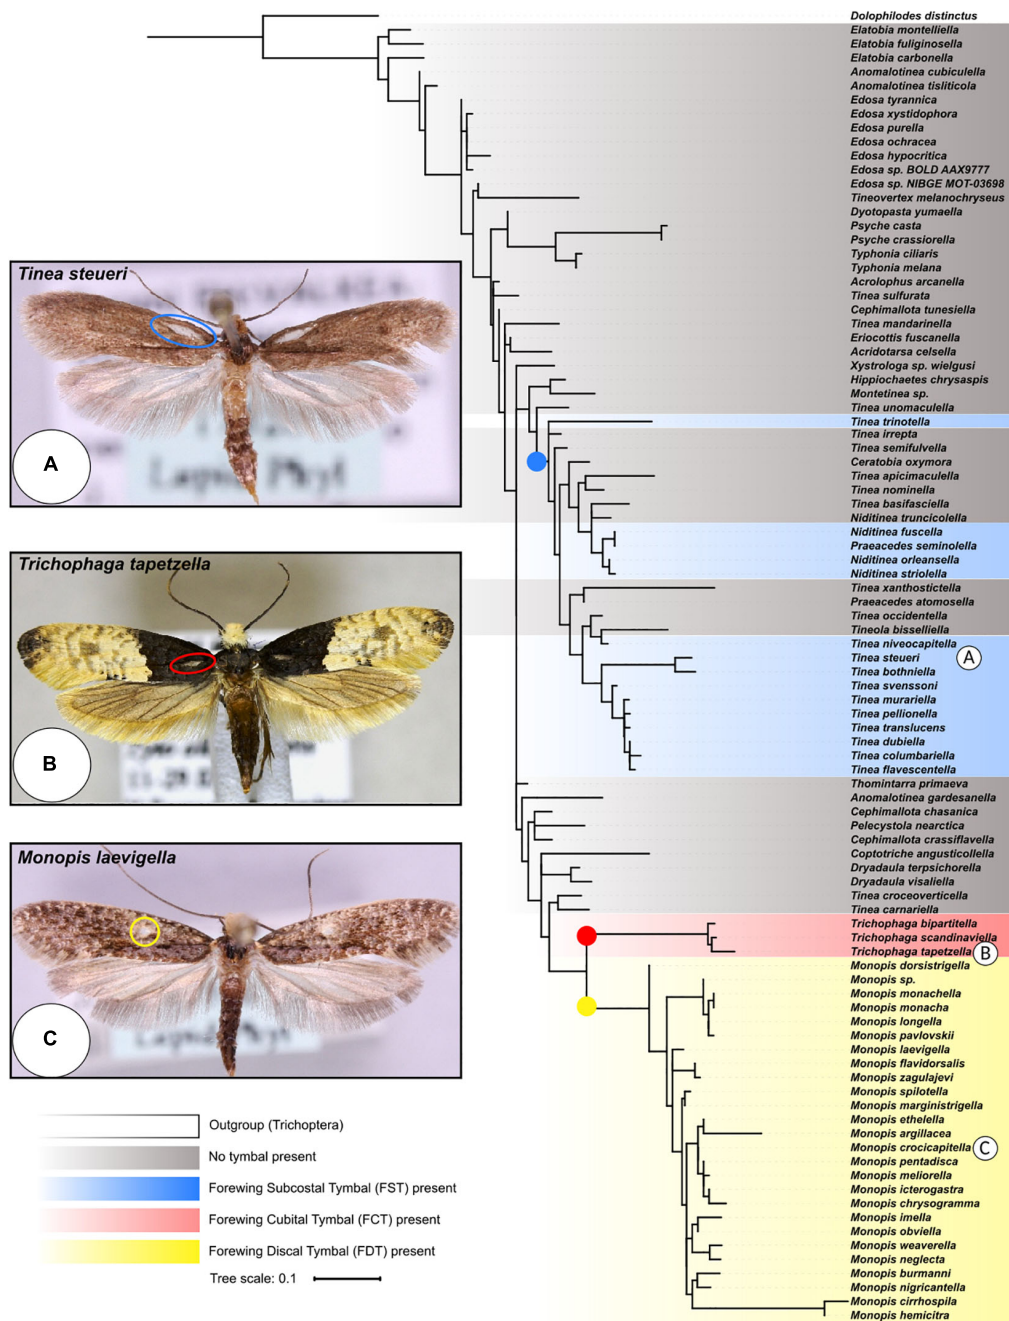 Dolophilodes distinctus
Elatobia montelliella
Elatobia fuliginosella
Elatobia carbonella
Anomalotinea cubiculella
Anomalotinea tisliticola
Edosa tyrannica
Edosa xystidophora
Edosa purella
Edosa ochracea
Edosa hypocritica
Edosa sp. BOLD AAX9777
Edosa sp. NIBGE MOT-03698
Tineovertex melanochryseus
Dyotopasta yumaella
Psyche casta
Psyche crassiorella
Typhonia ciliaris
Typhonia melana
Acrolophus arcanella
Tinea sulfurata
Cephimallota tunesiella
Tinea mandarinella
Eriocottis fuscanella
Acridotarsa celsella
Xystrologa sp. wielgusi
Hippiochaetes chrysaspis
Montetinea sp.
Tinea unomaculella
Tinea trinotella
Tinea irrepta
Tinea semifulvella
Ceratobia oxymora
Tinea apicimaculella
Tinea nominella
Tinea basifasciella
Niditinea truncicolella
Niditinea fuscella
Praeacedes seminolella
Niditinea orleansella
Niditinea striolella
Tinea xanthostictella
Praeacedes atomosella
Tinea occidentella
Tineola bisselliella
Tinea niveocapitella
Tinea steueri
A
Tinea bothniella
Tinea svenssoni
Tinea murariella
Tinea pellionella
Tinea translucens
Tinea dubiella
Tinea columbariella
Tinea flavescentella
Thomintarra primaeva
Anomalotinea gardesanella
Cephimallota chasanica
Pelecystola nearctica
Cephimallota crassiflavella
Coptotriche angusticollella
Dryadaula terpsichorella
Dryadaula visaliella
Tinea croceoverticella
Tinea carnariella
Trichophaga bipartitella
Trichophaga scandinaviella
Trichophaga tapetzella
B
Monopis dorsistrigella
Monopis sp.
Monopis monachella
Monopis monacha
Monopis longella
Monopis pavlovskii
Monopis laevigella
Monopis flavidorsalis
Monopis zagulajevi
Monopis spilotella
Monopis marginistrigella
Monopis ethelella
Monopis argillacea
Monopis crocicapitella
C
Monopis pentadisca
Monopis meliorella
Monopis icterogastra
Monopis chrysogramma
Monopis imella
Monopis obviella
Monopis weaverella
Monopis neglecta
Monopis burmanni
Monopis nigricantella
Monopis cirrhospila
Monopis hemicitra
Tinea steueri
A
Trichophaga tapetzella
B
Monopis laevigella
C
Outgroup (Trichoptera)
No tymbal present
Forewing Subcostal Tymbal (FST) present
Forewing Cubital Tymbal (FCT) present
Forewing Discal Tymbal (FDT) present
Tree scale: 0.1